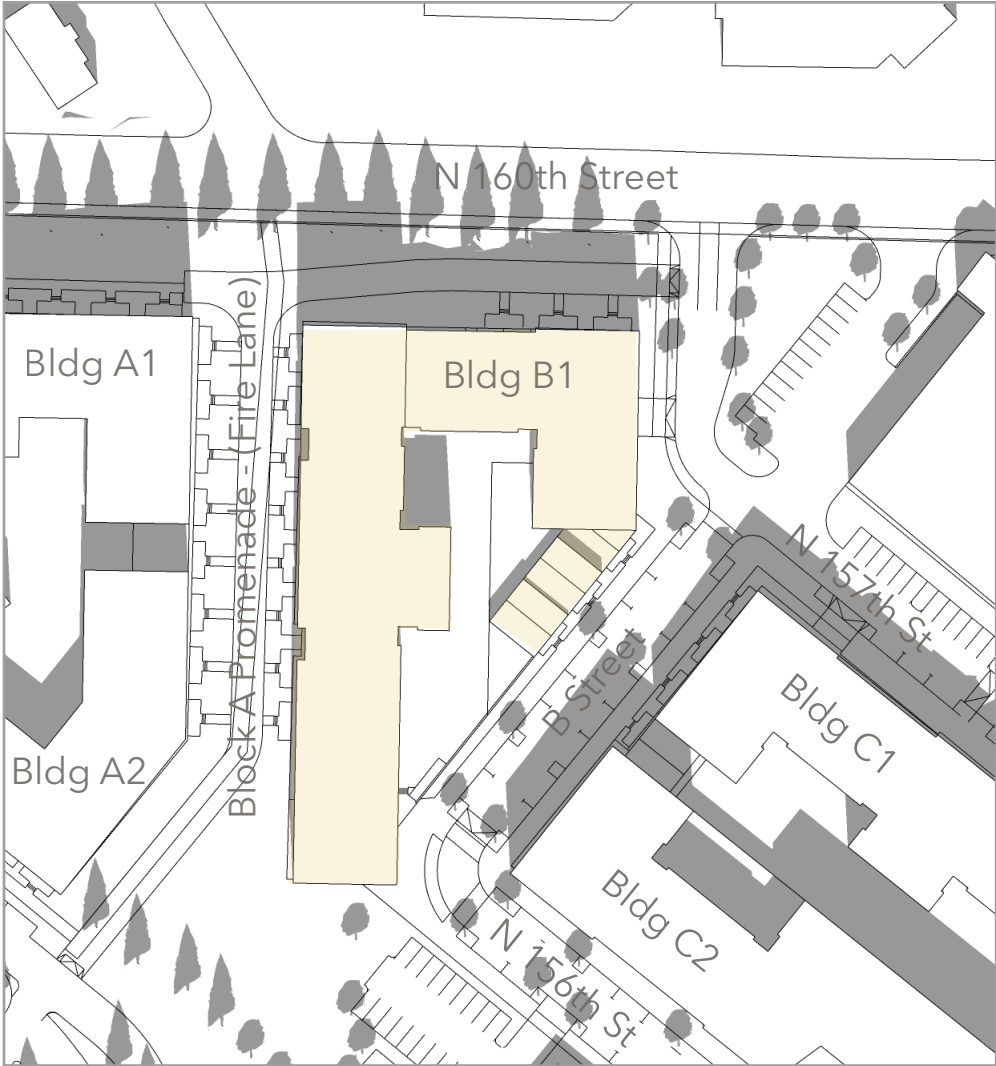 N 160th Street
Bldg A1
Bldg B1
Block A Promenade - (Fire Lane)
N 157th St
B Street
Bldg C1
Bldg A2
Bldg C2
N 156th St